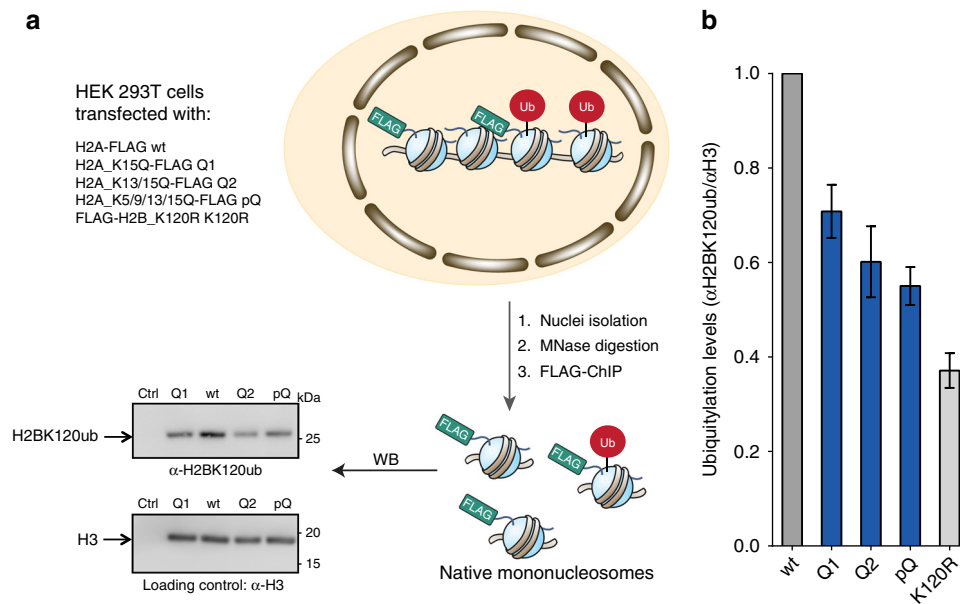 a
HEK 293T cells
transfected with:
H2A-FLAG wt
H2A_K15Q-FLAG Q1
H2A_K13/15Q-FLAG Q2
H2A_K5/9/13/15Q-FLAG pQ
FLAG-H2B_K120R K120R
FLAG
FLAG
Ub
Ub
1. Nuclei isolation
2. MNase digestion
3. FLAG-ChIP
FLAG
Ub
FLAG
FLAG
Native mononucleosomes
WB
Ctrl Q1 wt Q2 pQ kDa
H2BK120ub
25
α-H2BK120ub
Ctrl Q1 wt Q2 pQ
H3
20
15
Loading control: α-H3
b
Ubiquitylation levels (αH2BK120ub/αH3)
1.0
0.8
0.6
0.4
0.2
0.0
wt Q1 Q2 pQ K120R